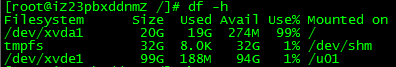 [root@iZ23pbxddnmZ /]# df -h
Filesystem Size Used Avail Use% Mounted on
/dev/xvda1 20G 19G 274M 99% /
tmpfs 32G 8.0K 32G 1% /dev/shm
/dev/xvde1 99G 188M 94G 1% /u01